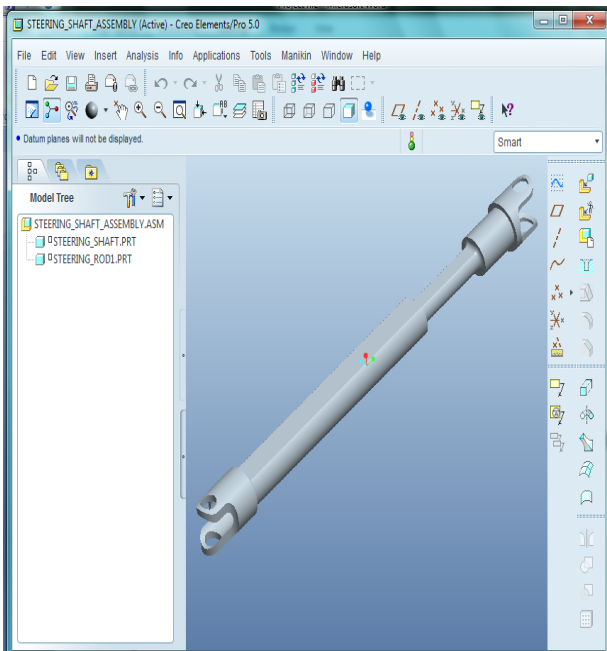 STEERING_SHAFT_ASSEMBLY (Active) - Creo Elements/Pro 5.0
File Edit View Insert Analysis Info Applications Tools Manikin Window Help
• Datum planes will not be displayed.
Smart
Model Tree
STEERING_SHAFT_ASSEMBLY.ASM
STEERING_SHAFT.PRT
STEERING_ROD1.PRT